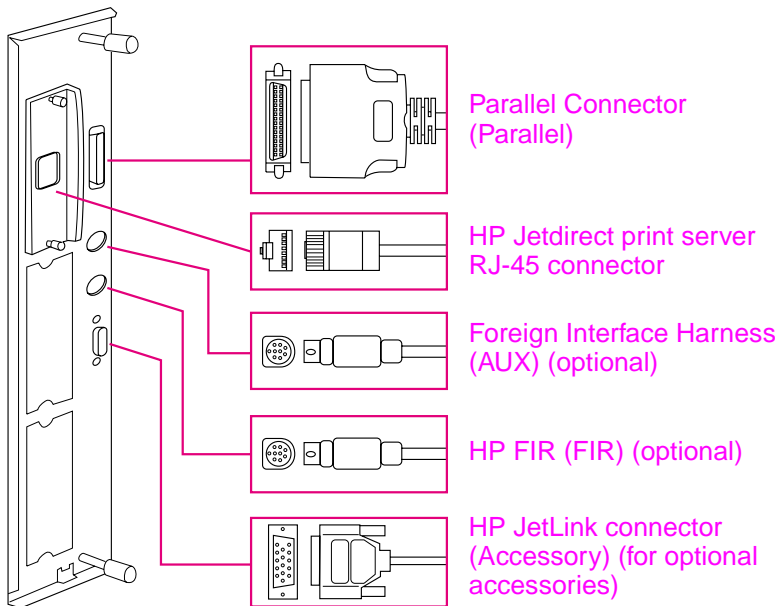 Parallel Connector
(Parallel)
HP Jetdirect print server
RJ-45 connector
Foreign Interface Harness
(AUX) (optional)
HP FIR (FIR) (optional)
HP JetLink connector
(Accessory) (for optional
accessories)